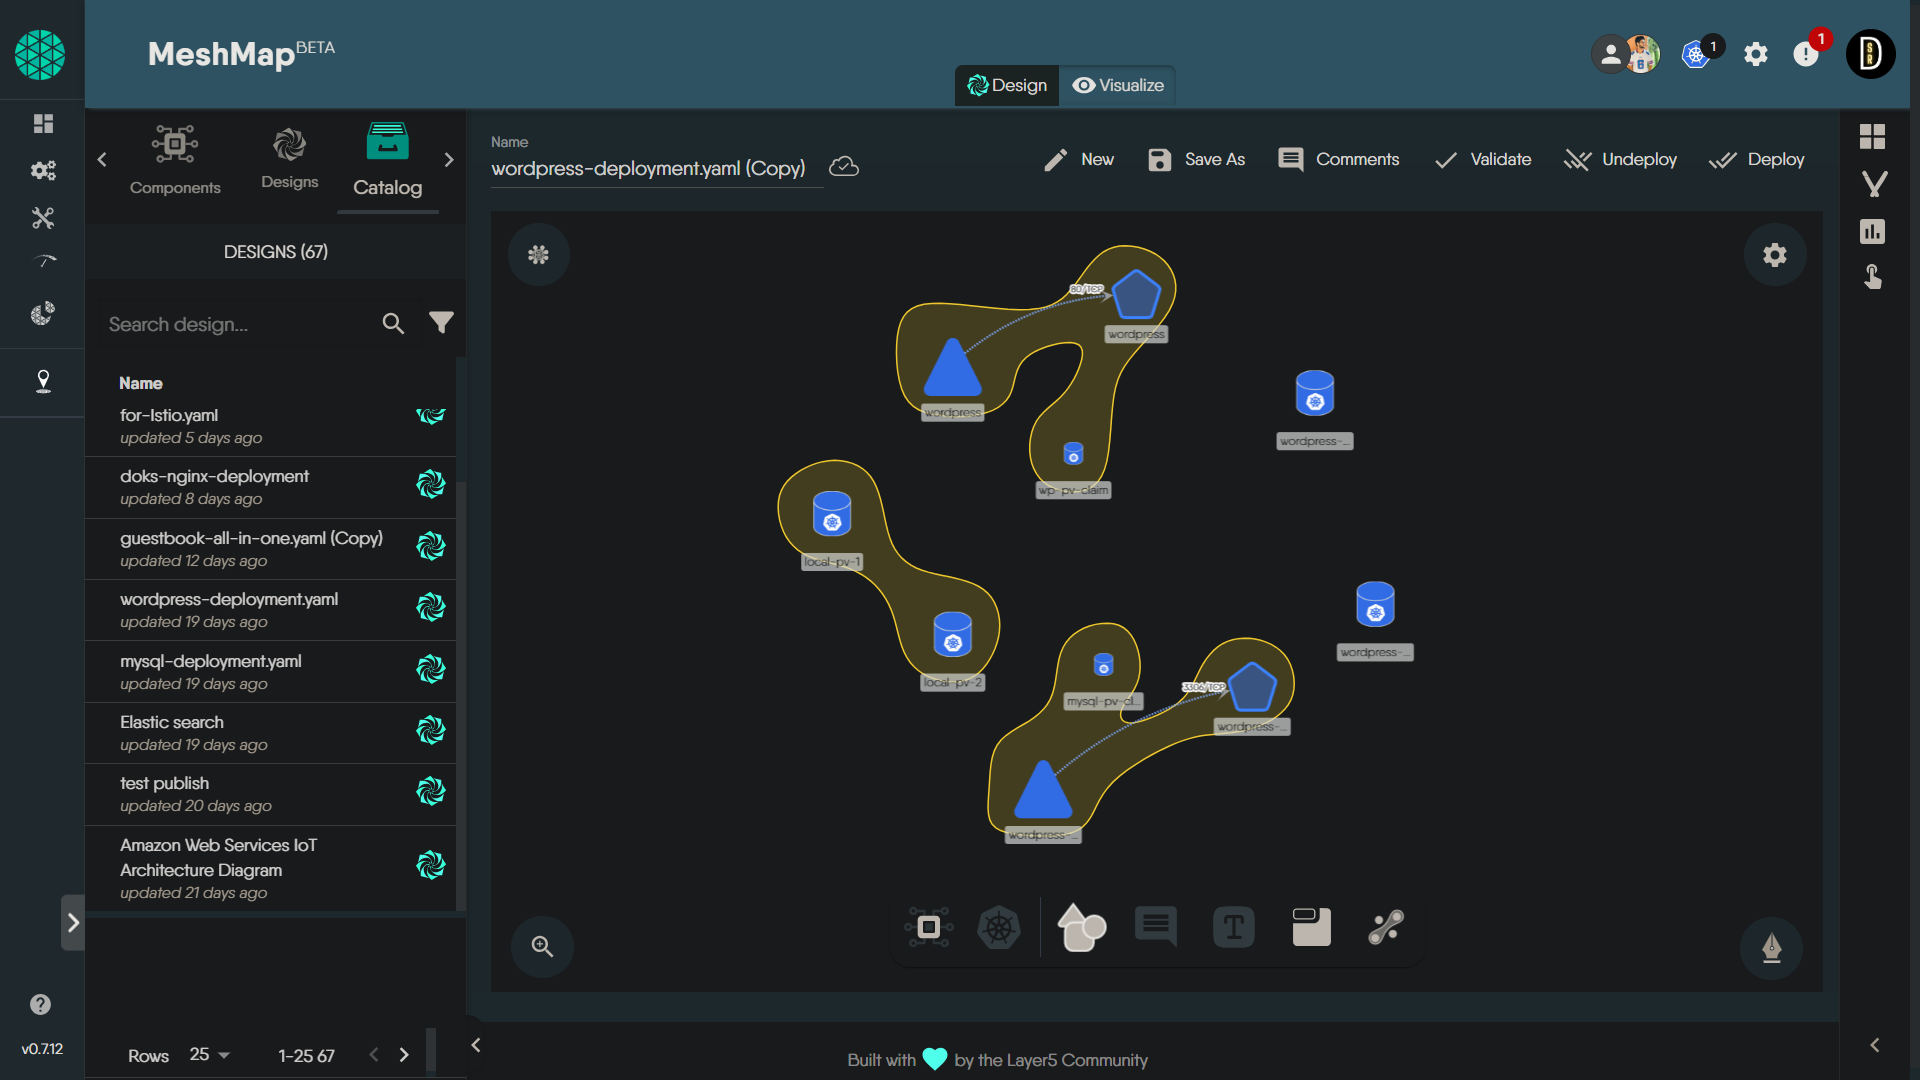 MeshMap BETA
1
1
D
S
R
Design
Visualize
Components
Designs
Catalog
DESIGNS (67)
Search design...
Name
for-Istio.yaml
updated 5 days ago
doks-nginx-deployment
updated 8 days ago
guestbook-all-in-one.yaml (Copy)
updated 12 days ago
wordpress-deployment.yaml
updated 19 days ago
mysql-deployment.yaml
updated 19 days ago
Elastic search
updated 19 days ago
test publish
updated 20 days ago
Amazon Web Services IoT
Architecture Diagram
updated 21 days ago
Rows 25 1-25 67
v0.7.12
Name
wordpress-deployment.yaml (Copy)
New
Save As
Comments
Validate
Undeploy
Deploy
80/TCP
wordpress
wordpress
wordpress-...
wp-pv-claim
local-pv-1
local-pv-2
wordpress-...
mysql-pv-cl...
3306/TCP
wordpress-...
wordpress-...
T
Built with by the Layer5 Community